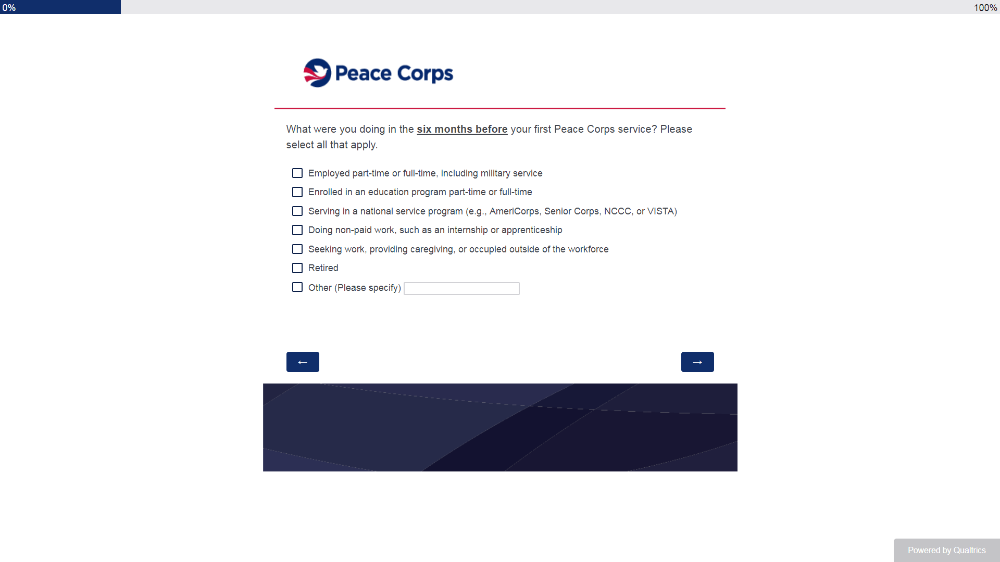 0%
100%
Peace Corps
What were you doing in the six months before your first Peace Corps service? Please
select all that apply.
Employed part-time or full-time, including military service
Enrolled in an education program part-time or full-time
Serving in a national service program (e.g., AmeriCorps, Senior Corps, NCCC, or VISTA)
Doing non-paid work, such as an internship or apprenticeship
Seeking work, providing caregiving, or occupied outside of the workforce
Retired
Other (Please specify)
←
→
Powered by Qualtrics